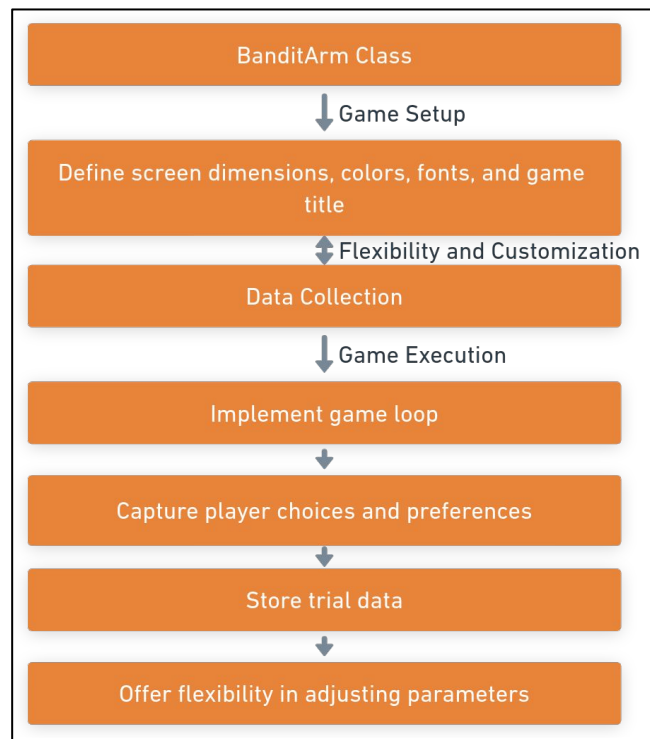 BanditArm Class
Game Setup
Define screen dimensions, colors, fonts, and game
title
Flexibility and Customization
Data Collection
Game Execution
Implement game loop
Capture player choices and preferences
Store trial data
Offer flexibility in adjusting parameters